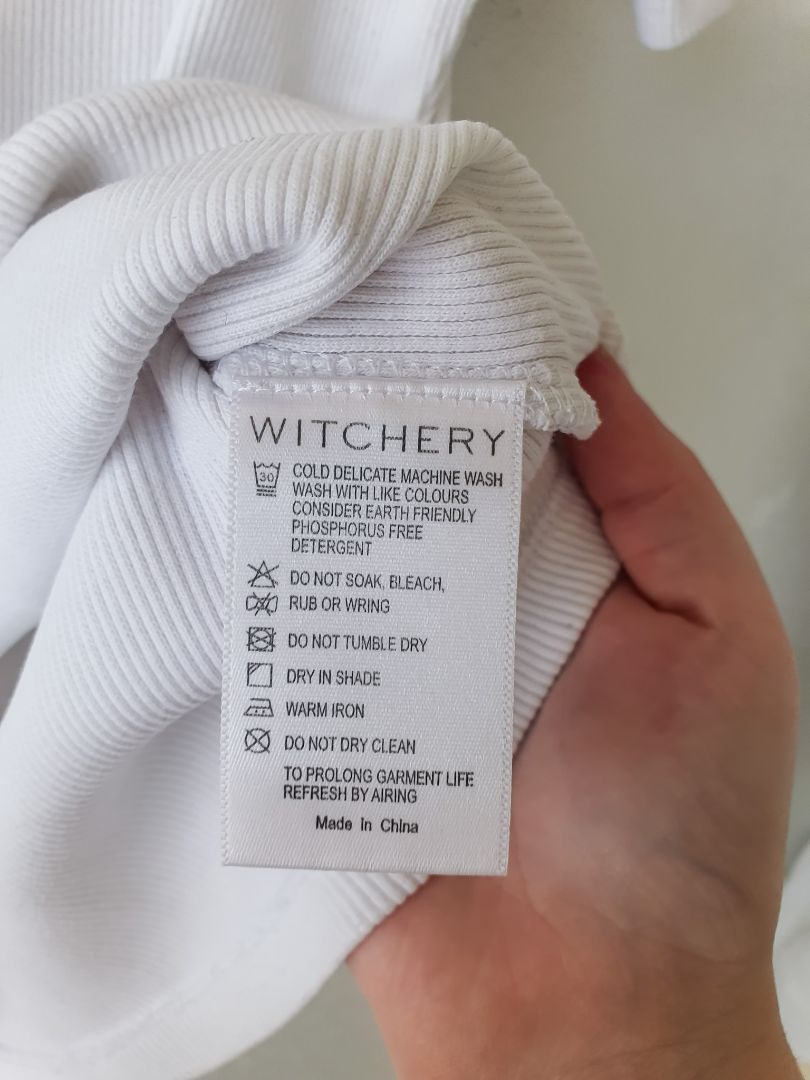 WITCHERY
30
COLD DELICATE MACHINE WASH
WASH WITH LIKE COLOURS
CONSIDER EARTH FRIENDLY
PHOSPHORUS FREE
DETERGENT
DO NOT SOAK, BLEACH,
RUB OR WRING
DO NOT TUMBLE DRY
DRY IN SHADE
WARM IRON
DO NOT DRY CLEAN
TO PROLONG GARMENT LIFE
REFRESH BY AIRING
Made In China